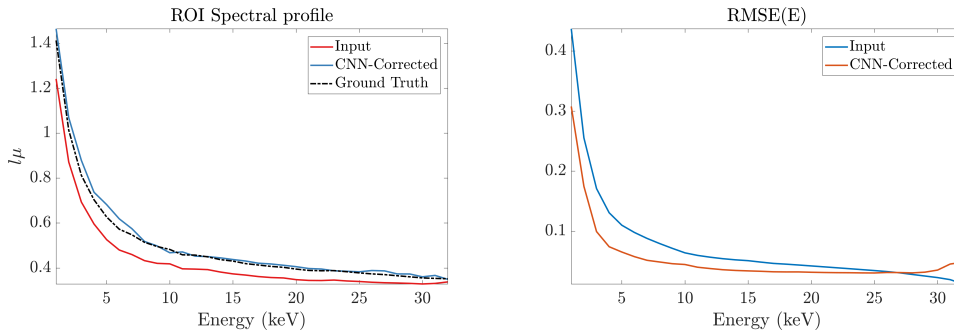 ROI Spectral profile
1.4
1.2
1
0.8
0.6
0.4
lμ
5
10
15
20
25
30
Energy (keV)
Input
CNN-Corrected
Ground Truth
RMSE(E)
0.4
0.3
0.2
0.1
5
10
15
20
25
30
Energy (keV)
Input
CNN-Corrected